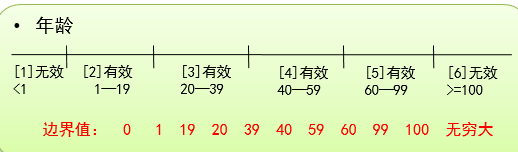 • 年龄
[1]无效 [2]有效 [3]有效 [4]有效 [5]有效 [6]无效
<1 1—19 20—39 40—59 60—99 >=100
边界值： 0 1 19 20 39 40 59 60 99 100 无穷大